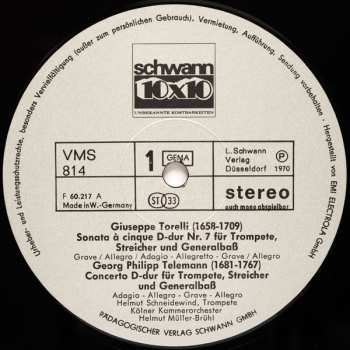 Urheber- und Leistungsschutzrechte, besonders Vervielfältigung (außer zum persönlichen Gebrauch), Vermietung, Aufführung, Sendung vorbehalten · Hergestellt von EMI ELECTROLA GmbH
schwann
10x10
UNBEKANNTE KOSTBARKEITEN
VMS
814
1
GEMA
L. Schwann
Verlag
Düsseldorf
P
1970
F 60.217 A
Made in W.-Germany
ST 33
stereo
auch mono abspielbar
Giuseppe Torelli (1658-1709)
Sonata à cinque D-dur Nr. 7 für Trompete,
Streicher und Generalbaß
Grave / Allegro / Adagio - Allegretto - Grave / Allegro
Georg Philipp Telemann (1681-1767)
Concerto D-dur für Trompete, Streicher
und Generalbaß
Adagio - Allegro - Grave - Allegro
Helmut Schneidewind, Trompete
Kölner Kammerorchester
Helmut Müller-Brühl
PÄDAGOGISCHER VERLAG SCHWANN GMBH